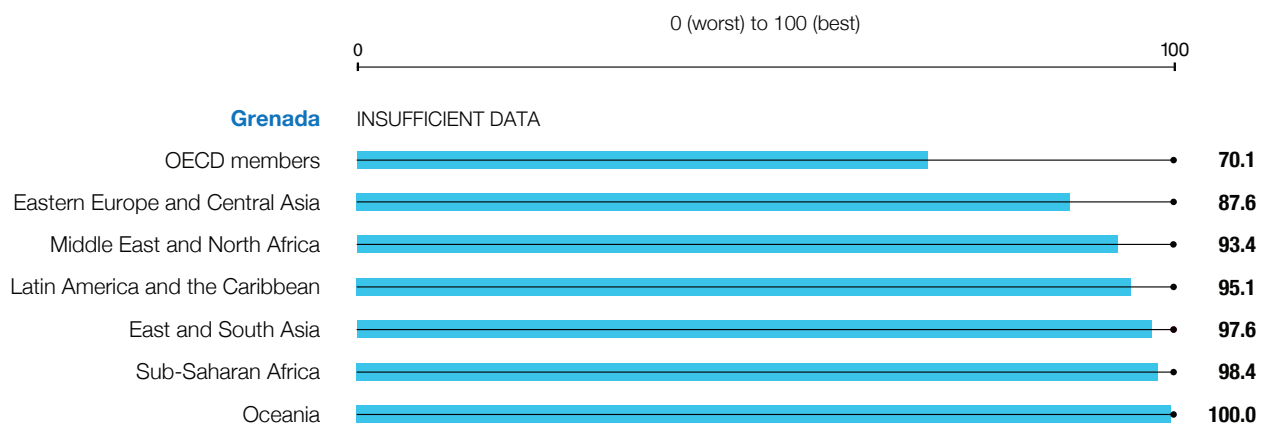 0 (worst) to 100 (best)
0 100
Grenada INSUFFICIENT DATA
OECD members 70.1
Eastern Europe and Central Asia 87.6
Middle East and North Africa 93.4
Latin America and the Caribbean 95.1
East and South Asia 97.6
Sub-Saharan Africa 98.4
Oceania 100.0